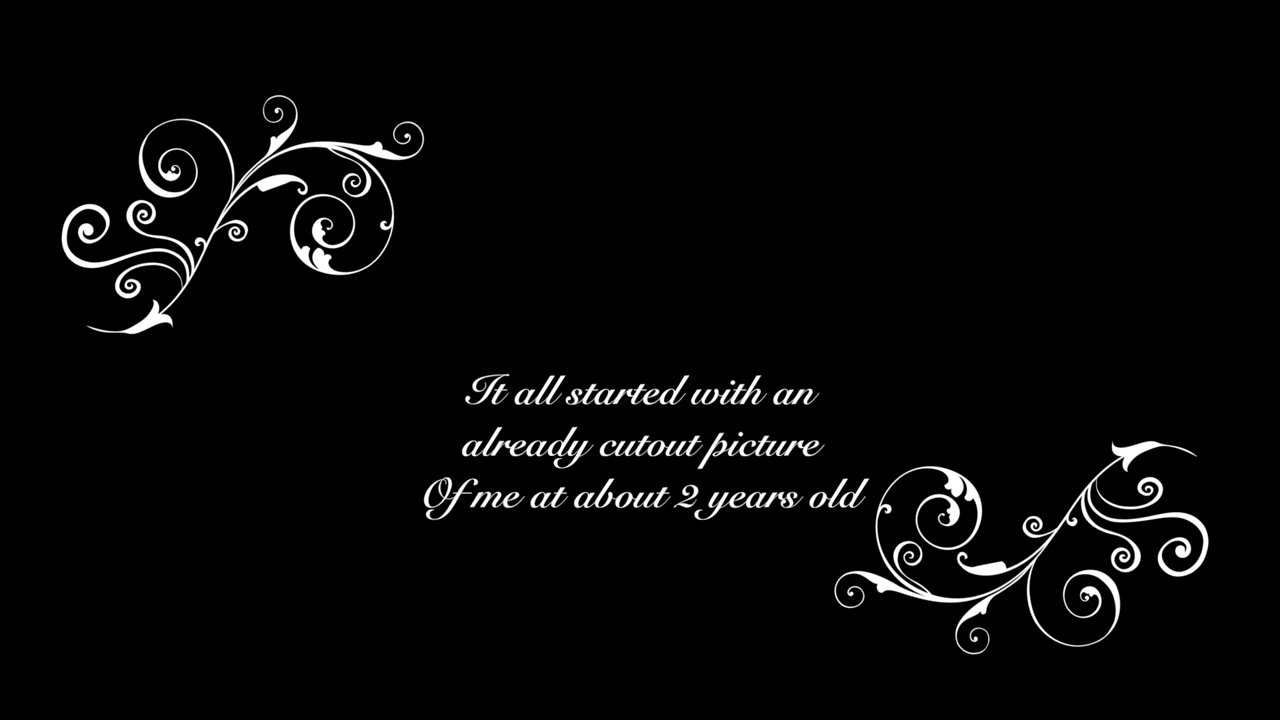 It all started with an
already cutout picture
Of me at about 2 years old